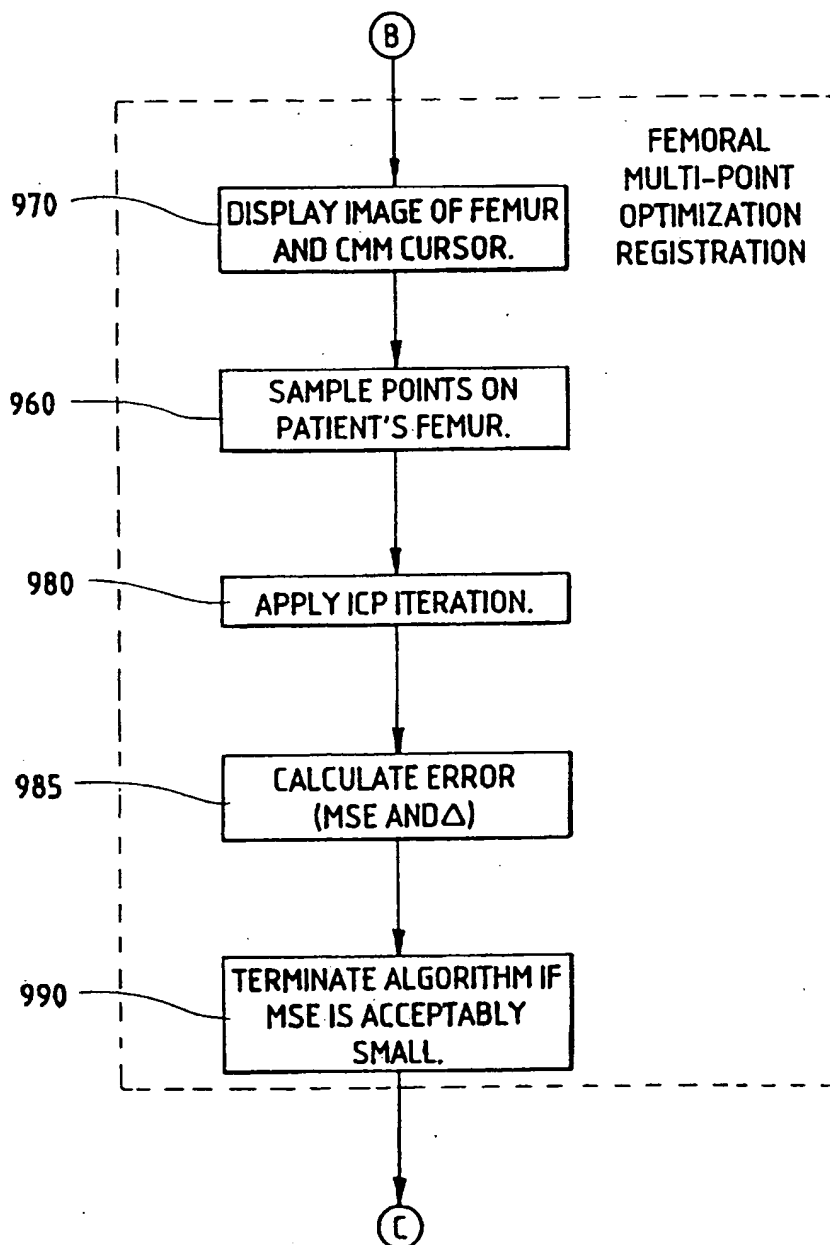 B
FEMORAL
MULTI-POINT
OPTIMIZATION
REGISTRATION
970
DISPLAY IMAGE OF FEMUR
AND CMM CURSOR.
960
SAMPLE POINTS ON
PATIENT'S FEMUR.
980
APPLY ICP ITERATION.
985
CALCULATE ERROR
(MSE AND Δ)
990
TERMINATE ALGORITHM IF
MSE IS ACCEPTABLY
SMALL.
C